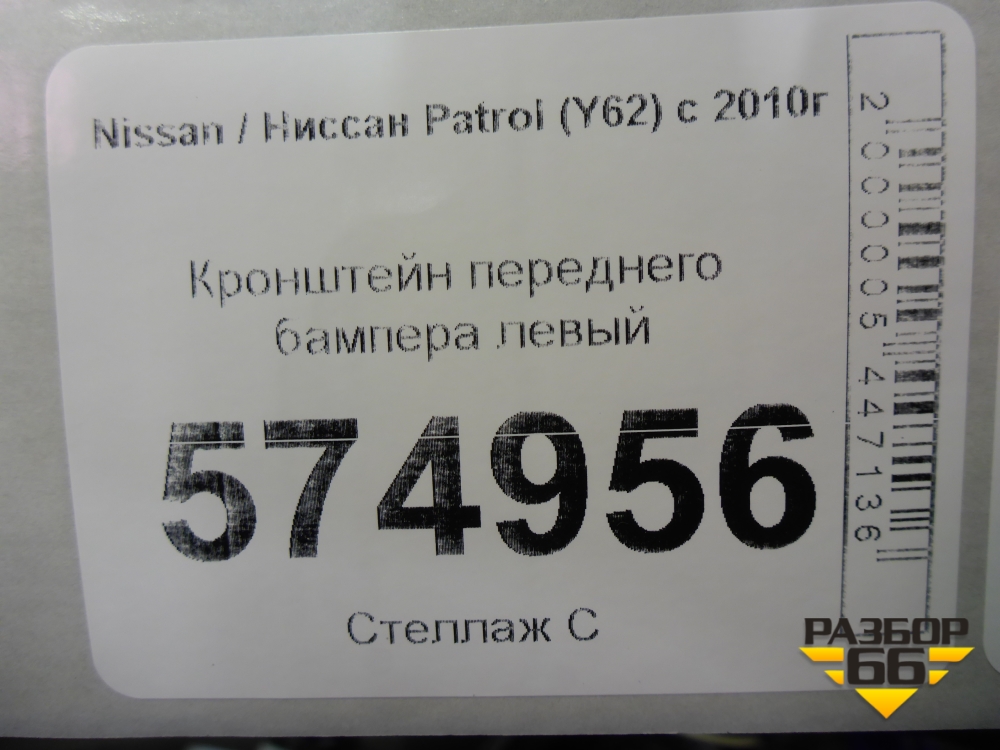 Nissan / Ниссан Patrol (Y62) с 2010г
Кронштейн переднего
бампера левый
574956
Стеллаж С
2000005447136
РАЗБОР
66